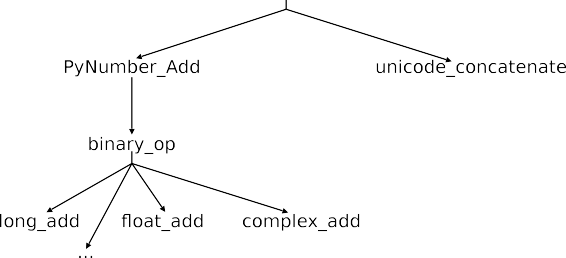 PyNumber_Add unicode_concatenate
binary_op
long_add float_add complex_add
...